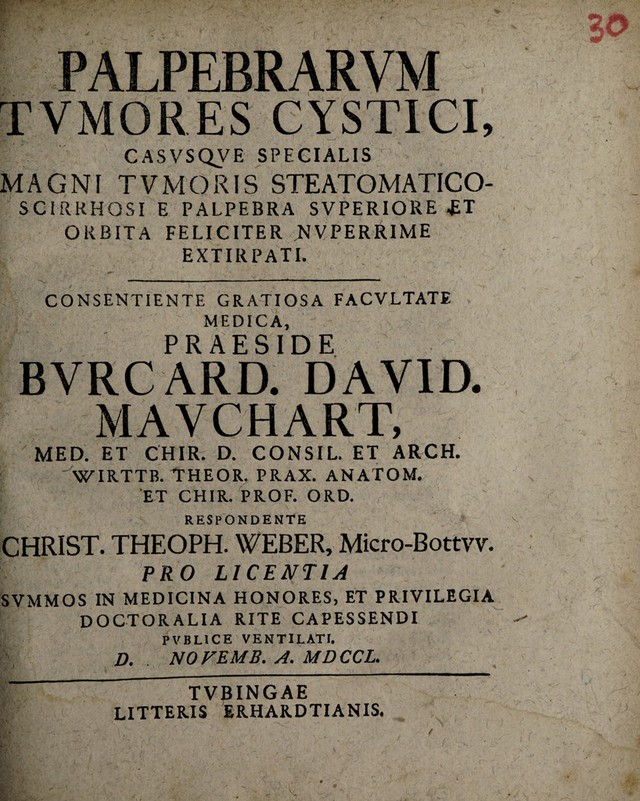 30
PALPEBRARVM
TVMORES CYSTICI,
CASVSQVE SPECIALIS
MAGNI TVMORIS STEATOMATICO-
SCIRRHOSI E PALPEBRA SVPERIORE ET
ORBITA FELICITER NVPERRIME
EXTIRPATI.
CONSENTIENTE GRATIOSA FACVLTATE
MEDICA,
PRAESIDE
BVRCARD. DAVID.
MAVCHART,
MED. ET CHIR. D. CONSIL. ET ARCH.
WIRTTB. THEOR. PRAX. ANATOM.
ET CHIR. PROF. ORD.
RESPONDENTE
CHRIST. THEOPH. WEBER, Micro-Bottvv.
PRO LICENTIA
SVMMOS IN MEDICINA HONORES, ET PRIVILEGIA
DOCTORALIA RITE CAPESSENDI
PVBLICE VENTILATI.
D. . NOVEMB. A. MDCCL.
TVBINGAE
LITTERIS ERHARDTIANIS.